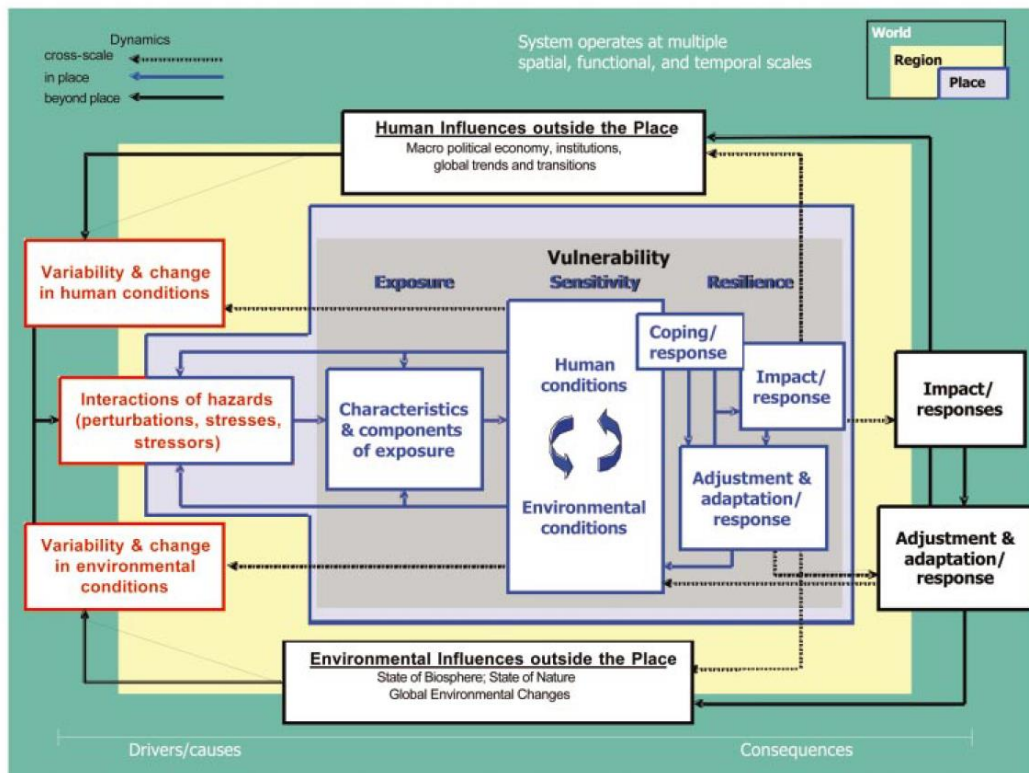 Dynamics
cross-scale
in place
beyond place
System operates at multiple
spatial, functional, and temporal scales
World
Region
Place
Human Influences outside the Place
Macro political economy, institutions,
global trends and transitions
Variability & change
in human conditions
Vulnerability
Exposure
Sensitivity
Resilience
Coping/
response
Human
conditions
Impact/
response
Impact/
responses
Interactions of hazards
(perturbations, stresses,
stressors)
Characteristics
& components
of exposure
Environmental
conditions
Adjustment &
adaptation/
response
Adjustment &
adaptation/
response
Variability & change
in environmental
conditions
Environmental Influences outside the Place
State of Biosphere; State of Nature
Global Environmental Changes
Drivers/causes
Consequences